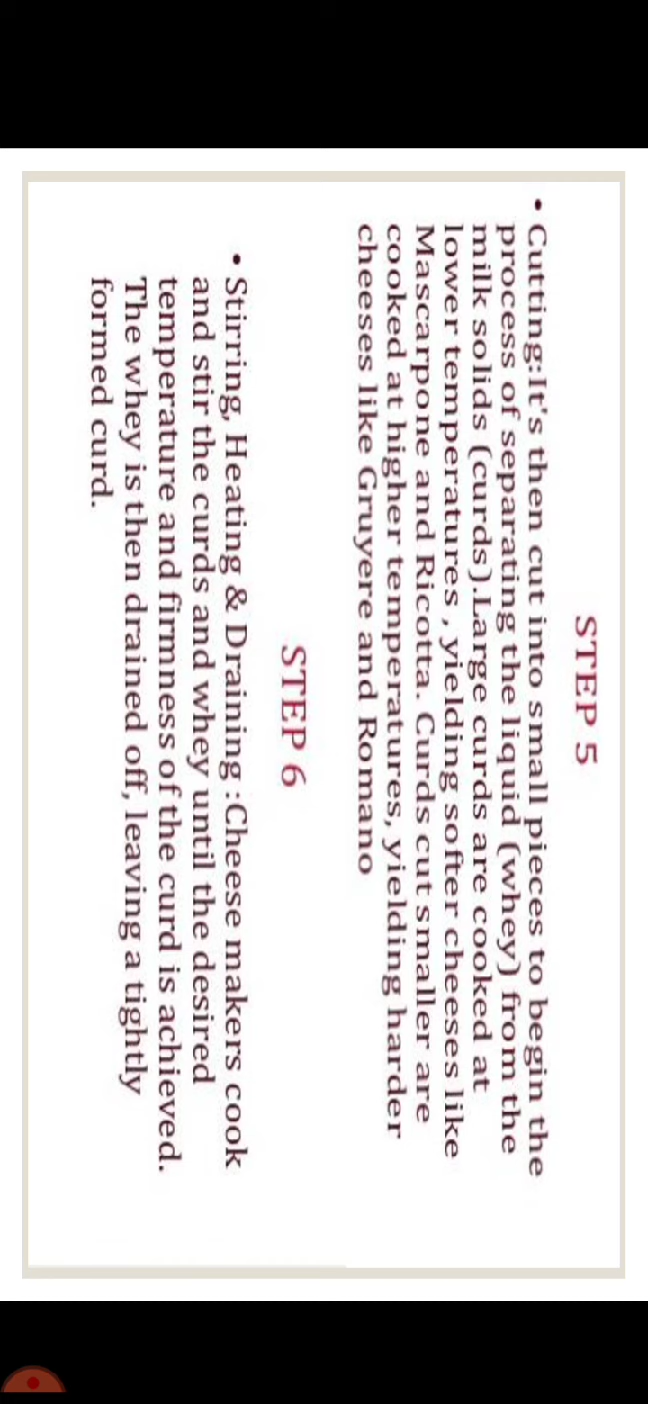 STEP 5
• Cutting:It's then cut into small pieces to begin the
process of separating the liquid (whey) from the
milk solids (curds).Large curds are cooked at
lower temperatures , yielding softer cheeses like
Mascarpone and Ricotta. Curds cut smaller are
cooked at higher temperatures, yielding harder
cheeses like Gruyere and Romano
STEP 6
• Stirring, Heating & Draining :Cheese makers cook
and stir the curds and whey until the desired
temperature and firmness of the curd is achieved.
The whey is then drained off, leaving a tightly
formed curd.